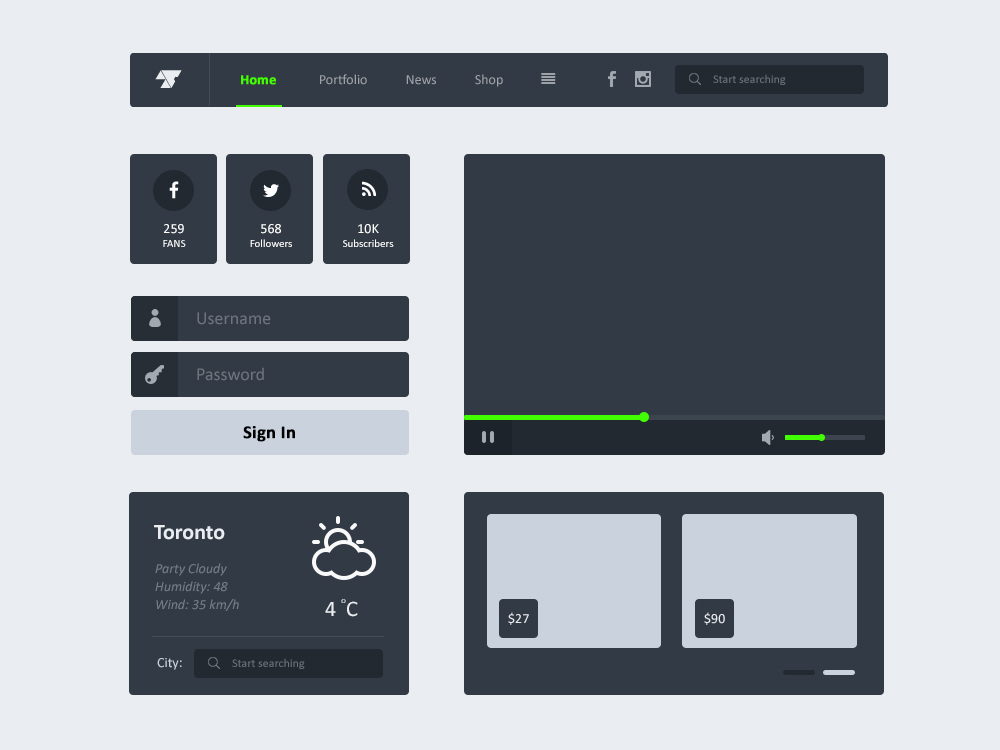 Home
Portfolio
News
Shop
Start searching
259
FANS
568
Followers
10K
Subscribers
Username
Password
Sign In
Toronto
Party Cloudy
Humidity: 48
Wind: 35 km/h
4 °C
City:
Start searching
$27
$90